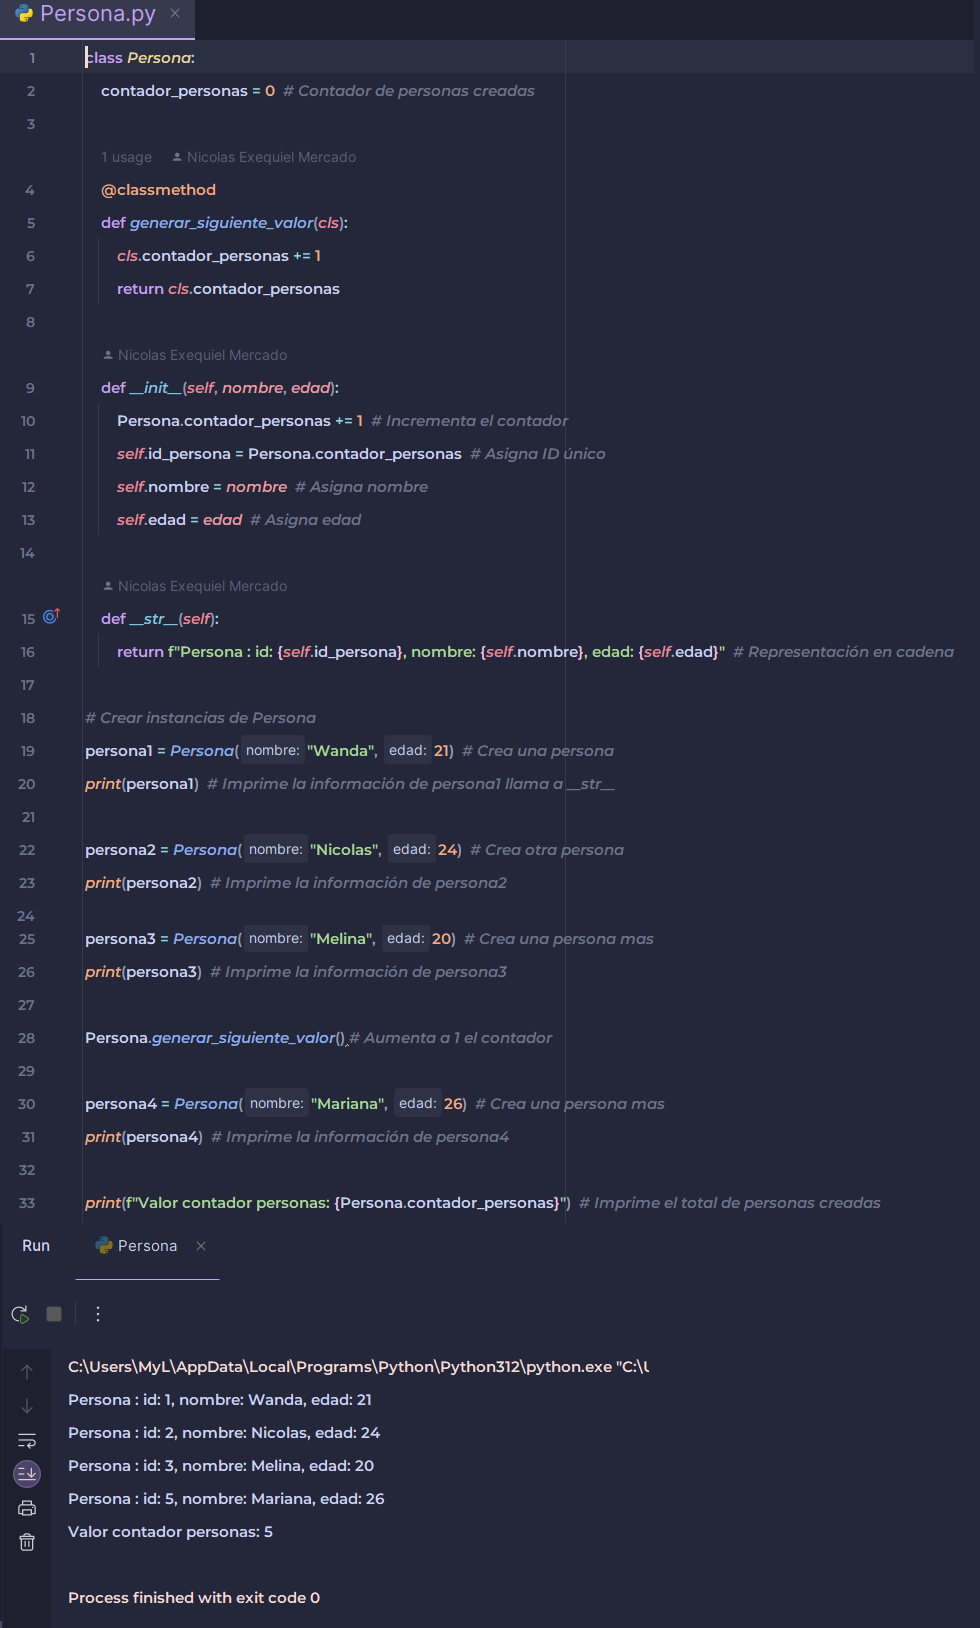 Persona.py ×
1 class Persona:
2 contador_personas = 0 # Contador de personas creadas
3
1 usage Nicolas Exequiel Mercado
4 @classmethod
5 def generar_siguiente_valor(cls):
6 cls.contador_personas += 1
7 return cls.contador_personas
8
Nicolas Exequiel Mercado
9 def __init__(self, nombre, edad):
10 Persona.contador_personas += 1 # Incrementa el contador
11 self.id_persona = Persona.contador_personas # Asigna ID único
12 self.nombre = nombre # Asigna nombre
13 self.edad = edad # Asigna edad
14
Nicolas Exequiel Mercado
15 def __str__(self):
16 return f"Persona : id: {self.id_persona}, nombre: {self.nombre}, edad: {self.edad}" # Representación en cadena
17
18 # Crear instancias de Persona
19 persona1 = Persona( nombre: "Wanda", edad: 21) # Crea una persona
20 print(persona1) # Imprime la información de persona1 llama a __str__
21
22 persona2 = Persona( nombre: "Nicolas", edad: 24) # Crea otra persona
23 print(persona2) # Imprime la información de persona2
24
25 persona3 = Persona( nombre: "Melina", edad: 20) # Crea una persona mas
26 print(persona3) # Imprime la información de persona3
27
28 Persona.generar_siguiente_valor() # Aumenta a 1 el contador
29
30 persona4 = Persona( nombre: "Mariana", edad: 26) # Crea una persona mas
31 print(persona4) # Imprime la información de persona4
32
33 print(f"Valor contador personas: {Persona.contador_personas}") # Imprime el total de personas creadas
Run Persona ×
C:\Users\MyL\AppData\Local\Programs\Python\Python312\python.exe "C:\U
Persona : id: 1, nombre: Wanda, edad: 21
Persona : id: 2, nombre: Nicolas, edad: 24
Persona : id: 3, nombre: Melina, edad: 20
Persona : id: 5, nombre: Mariana, edad: 26
Valor contador personas: 5
Process finished with exit code 0